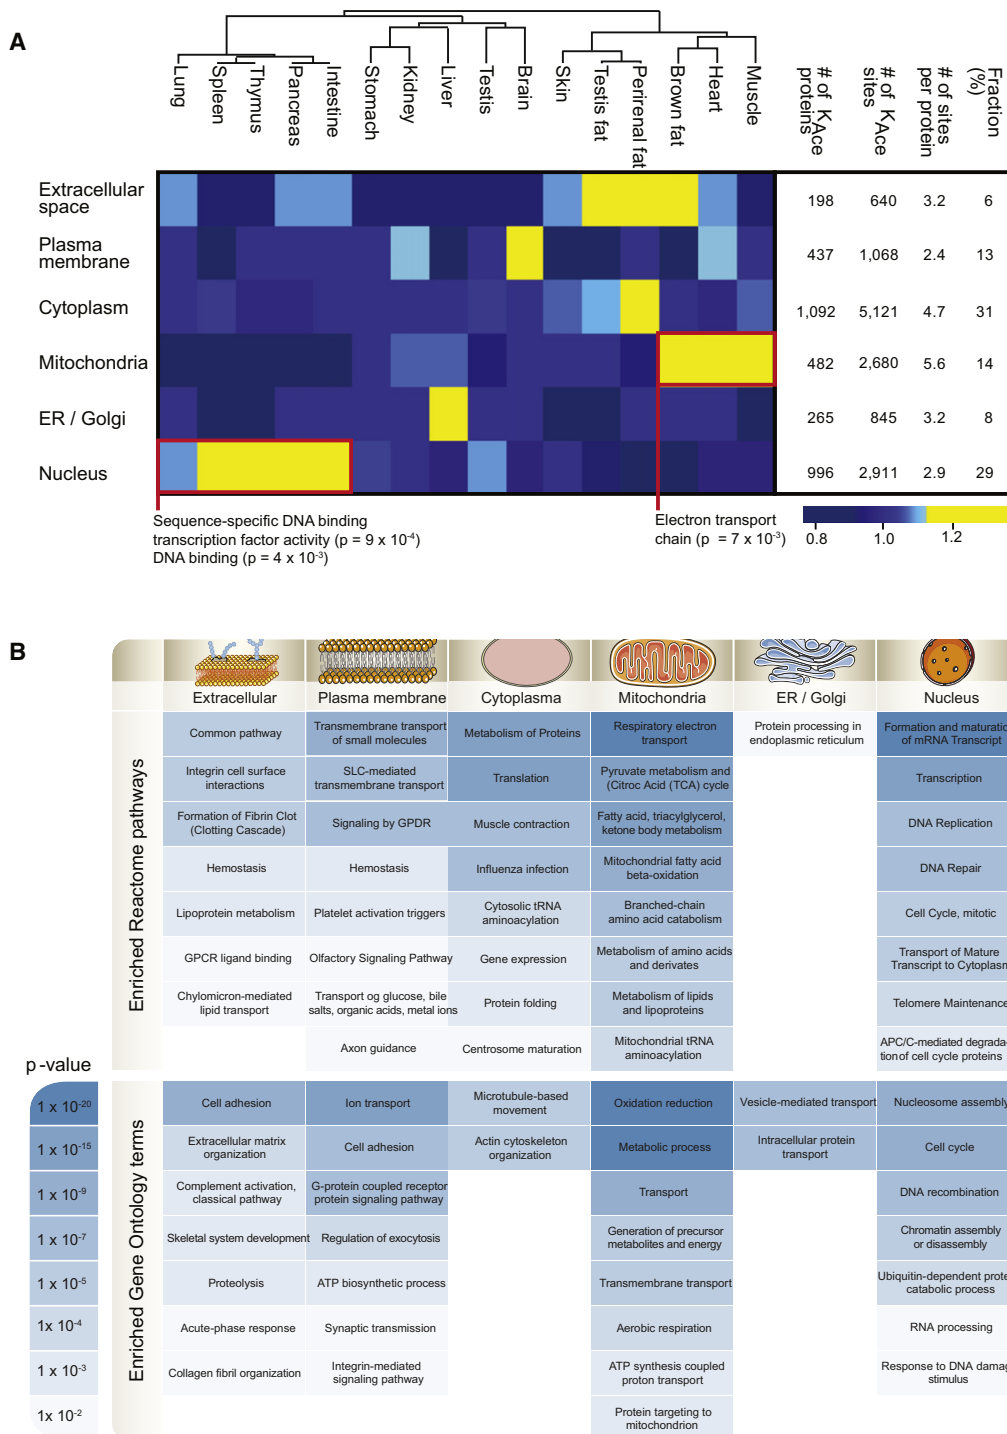 A
Lung
Spleen
Thymus
Pancreas
Intestine
Stomach
Kidney
Liver
Testis
Brain
Skin
Testis fat
Perirenal fat
Brown fat
Heart
Muscle
# of KAce
proteins
# of KAce
sites
# of sites
per protein
Fraction
(%)
Extracellular
space
198 640 3.2 6
Plasma
membrane
437 1,068 2.4 13
Cytoplasm
1,092 5,121 4.7 31
Mitochondria
482 2,680 5.6 14
ER / Golgi
265 845 3.2 8
Nucleus
996 2,911 2.9 29
Sequence-specific DNA binding
transcription factor activity (p = 9 x 10-4)
DNA binding (p = 4 x 10-3)
Electron transport
chain (p = 7 x 10-3)
0.8 1.0 1.2
B
Extracellular Plasma membrane Cytoplasma Mitochondria ER / Golgi Nucleus
Enriched Reactome pathways
Common pathway
Transmembrane transport
of small molecules
Metabolism of Proteins
Respiratory electron
transport
Protein processing in
endoplasmic reticulum
Formation and maturatio
of mRNA Transcript
Integrin cell surface
interactions
SLC-mediated
transmembrane transport
Translation
Pyruvate metabolism and
(Citroc Acid (TCA) cycle
Transcription
Formation of Fibrin Clot
(Clotting Cascade)
Signaling by GPDR
Muscle contraction
Fatty acid, triacylglycerol,
ketone body metabolism
DNA Replication
Hemostasis
Hemostasis
Influenza infection
Mitochondrial fatty acid
beta-oxidation
DNA Repair
Lipoprotein metabolism
Platelet activation triggers
Cytosolic tRNA
aminoacylation
Branched-chain
amino acid catabolism
Cell Cycle, mitotic
GPCR ligand binding
Olfactory Signaling Pathway
Gene expression
Metabolism of amino acids
and derivates
Transport of Mature
Transcript to Cytoplasm
Chylomicron-mediated
lipid transport
Transport og glucose, bile
salts, organic acids, metal ions
Protein folding
Metabolism of lipids
and lipoproteins
Telomere Maintenance
Axon guidance
Centrosome maturation
Mitochondrial tRNA
aminoacylation
APC/C-mediated degrada-
tion of cell cycle proteins
p-value
1 x 10-20
1 x 10-15
1 x 10-9
1 x 10-7
1 x 10-5
1x 10-4
1 x 10-3
1x 10-2
Enriched Gene Ontology terms
Cell adhesion
Ion transport
Microtubule-based
movement
Oxidation reduction
Vesicle-mediated transport
Nucleosome assembly
Extracellular matrix
organization
Cell adhesion
Actin cytoskeleton
organization
Metabolic process
Intracellular protein
transport
Cell cycle
Complement activation,
classical pathway
G-protein coupled receptor
protein signaling pathway
Transport
DNA recombination
Skeletal system development
Regulation of exocytosis
Generation of precursor
metabolites and energy
Chromatin assembly
or disassembly
Proteolysis
ATP biosynthetic process
Transmembrane transport
Ubiquitin-dependent prote
catabolic process
Acute-phase response
Synaptic transmission
Aerobic respiration
RNA processing
Collagen fibril organization
Integrin-mediated
signaling pathway
ATP synthesis coupled
proton transport
Response to DNA damag
stimulus
Protein targeting to
mitochondrion